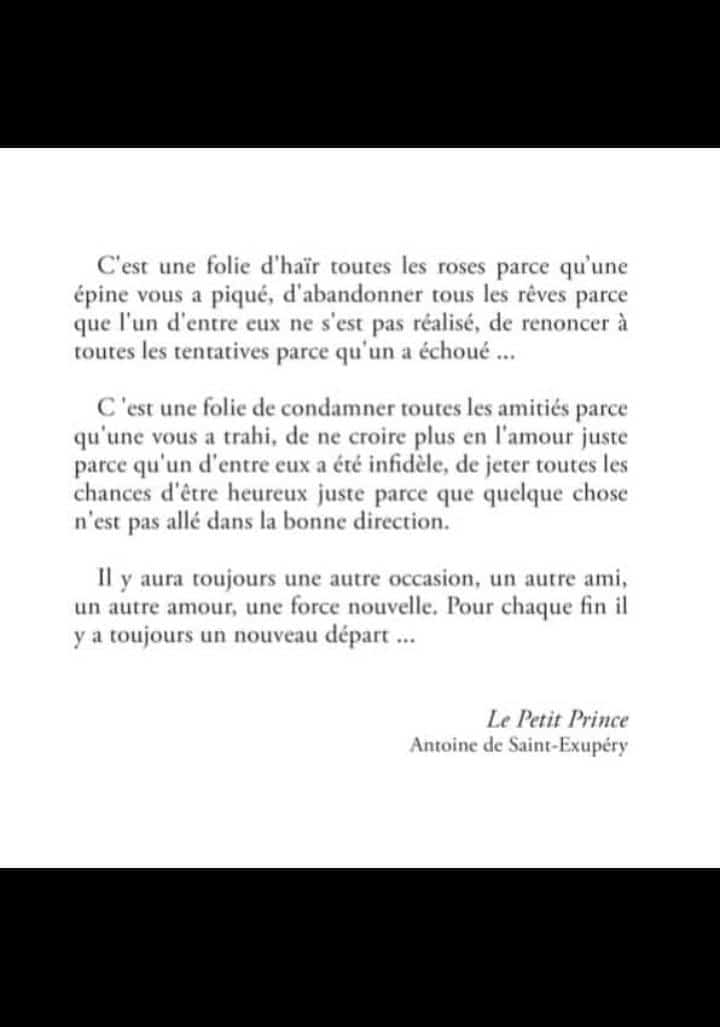 C'est une folie d'haïr toutes les roses parce qu'une
épine vous a piqué, d'abandonner tous les rêves parce
que l'un d'entre eux ne s'est pas réalisé, de renoncer à
toutes les tentatives parce qu'un a échoué ...
C 'est une folie de condamner toutes les amitiés parce
qu'une vous a trahi, de ne croire plus en l'amour juste
parce qu'un d'entre eux a été infidèle, de jeter toutes les
chances d'être heureux juste parce que quelque chose
n'est pas allé dans la bonne direction.
Il y aura toujours une autre occasion, un autre ami,
un autre amour, une force nouvelle. Pour chaque fin il
y a toujours un nouveau départ ...
Le Petit Prince
Antoine de Saint-Exupéry